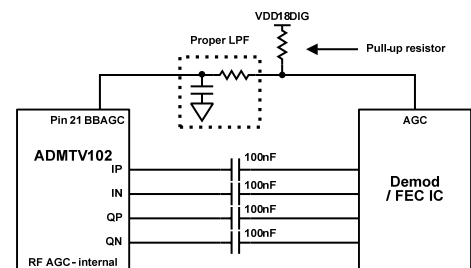 VDD18DIG
Proper LPF
Pull-up resistor
Pin 21 BBAGC
AGC
ADMTV102
IP
100nF
IN
100nF
QP
100nF
QN
100nF
Demod
/ FEC IC
RF AGC - internal